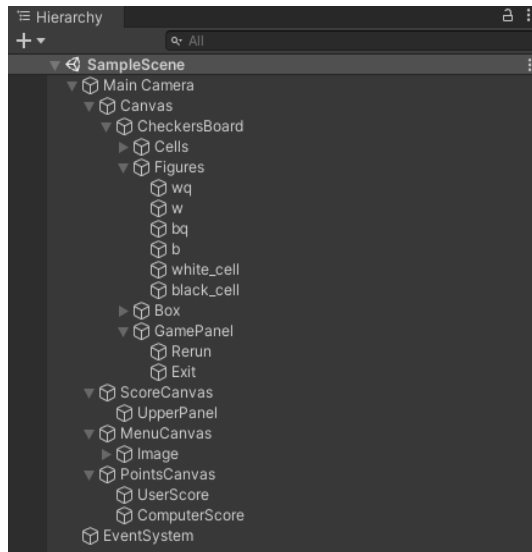 Hierarchy
All
SampleScene
Main Camera
Canvas
CheckersBoard
Cells
Figures
wq
w
bq
b
white_cell
black_cell
Box
GamePanel
Rerun
Exit
ScoreCanvas
UpperPanel
MenuCanvas
Image
PointsCanvas
UserScore
ComputerScore
EventSystem